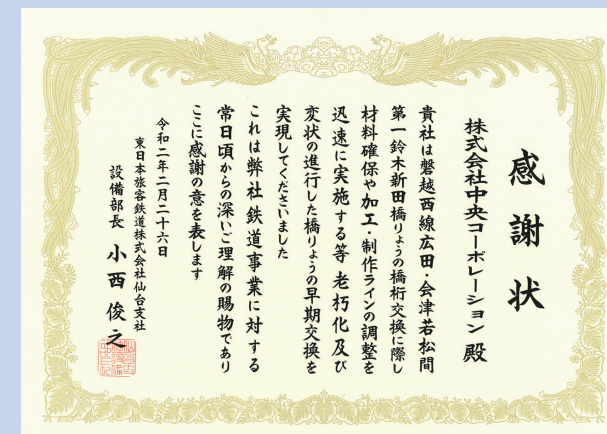 感謝状
株式会社中央コーポレーション 殿
貴社は磐越西線広田・会津若松間
第一鈴木新田橋りょうの橋桁交換に際し
材料確保や加工・制作ラインの調整を
迅速に実施する等 老朽化及び
変状の進行した橋りょうの早期交換を
実現してくださいました
これは弊社鉄道事業に対する
常日頃からの深いご理解の賜物であり
ここに感謝の意を表します
令和二年二月二十六日
東日本旅客鉄道株式会社仙台支社
設備部長 小西俊之